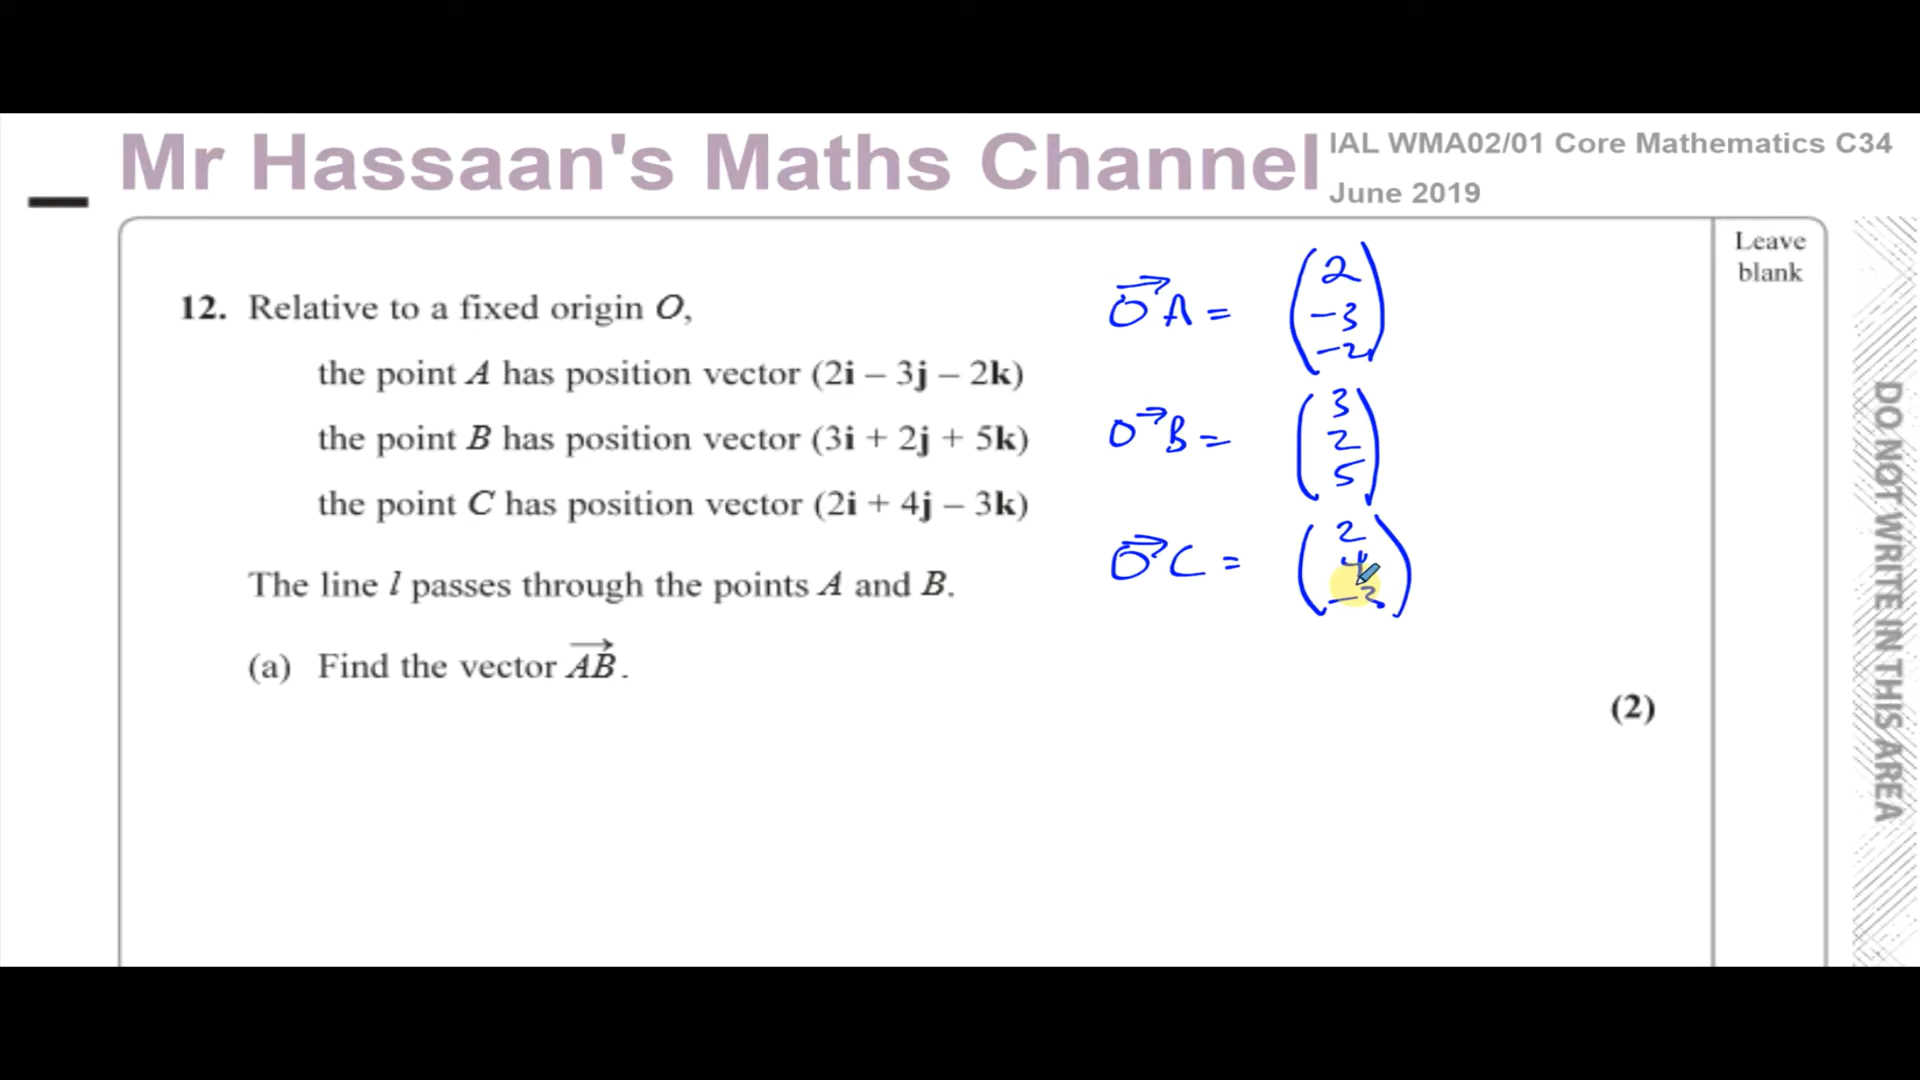 Mr Hassaan's Maths Channel
IAL WMA02/01 Core Mathematics C34
June 2019
Leave
blank
12. Relative to a fixed origin O,
the point A has position vector (2i – 3j – 2k)
the point B has position vector (3i + 2j + 5k)
the point C has position vector (2i + 4j – 3k)
The line l passes through the points A and B.
(a) Find the vector AB.
(2)
OA = (2 -3 -2)
OB = (3 2 5)
OC = (2 4 -3)
DO NOT WRITE IN THIS AREA